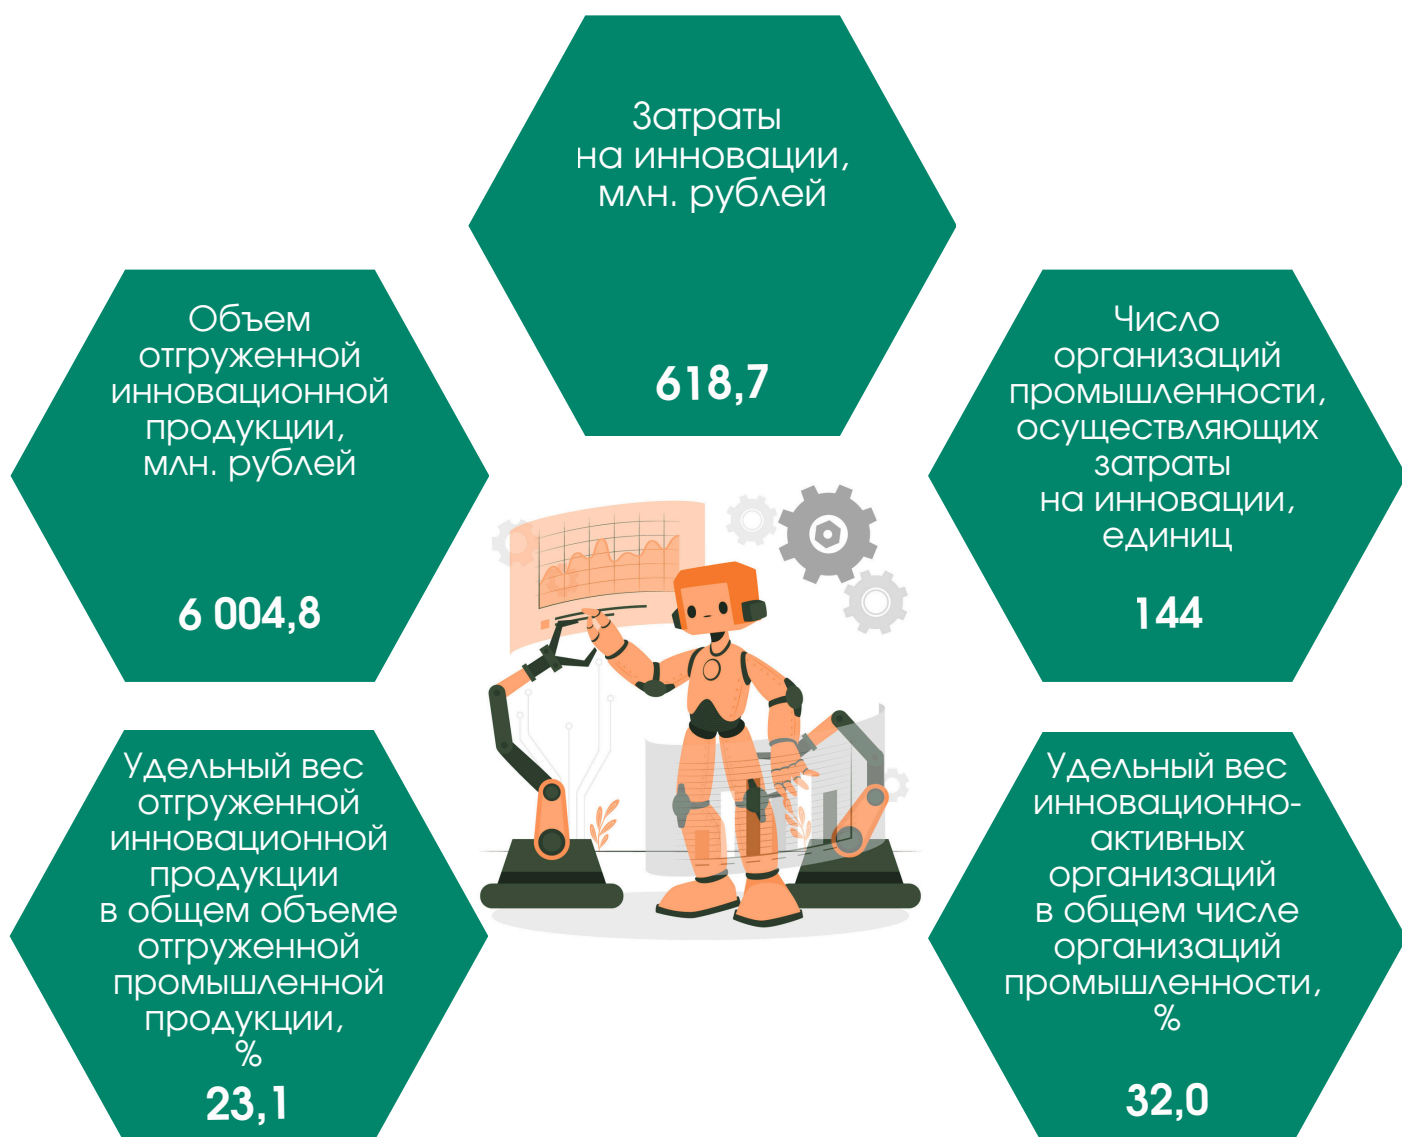 Затраты
на инновации,
млн. рублей
618,7
Объем
отгруженной
инновационной
продукции,
млн. рублей
6 004,8
Число
организаций
промышленности,
осуществляющих
затраты
на инновации,
единиц
144
Удельный вес
отгруженной
инновационной
продукции
в общем объеме
отгруженной
промышленной
продукции,
%
23,1
Удельный вес
инновационно-
активных
организаций
в общем числе
организаций
промышленности,
%
32,0